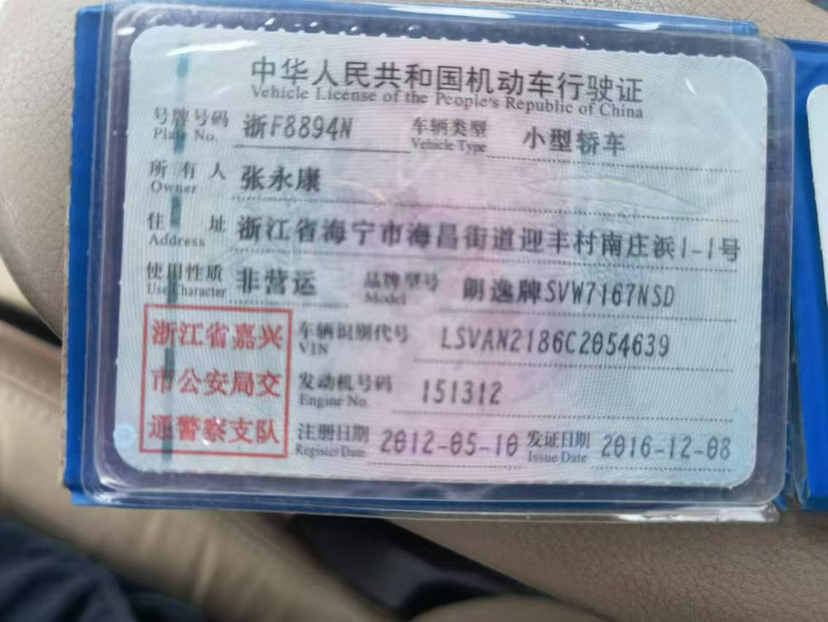 中华人民共和国机动车行驶证
Vehicle License of the People's Republic of China
号牌号码 浙F8894N 车辆类型 小型轿车
Plate No. Vehicle Type
所有人 张永康
Owner
住址 浙江省海宁市海昌街道迎丰村南庄浜1-1号
Address
使用性质 非营运 品牌型号 朗逸牌SVW7167NSD
Use Character Model
浙江省嘉兴
市公安局交
通警察支队
车辆识别代号 LSVAN2186C2054639
VIN
发动机号码 151312
Engine No.
注册日期 2012-05-10 发证日期 2016-12-08
Register Date Issue Date